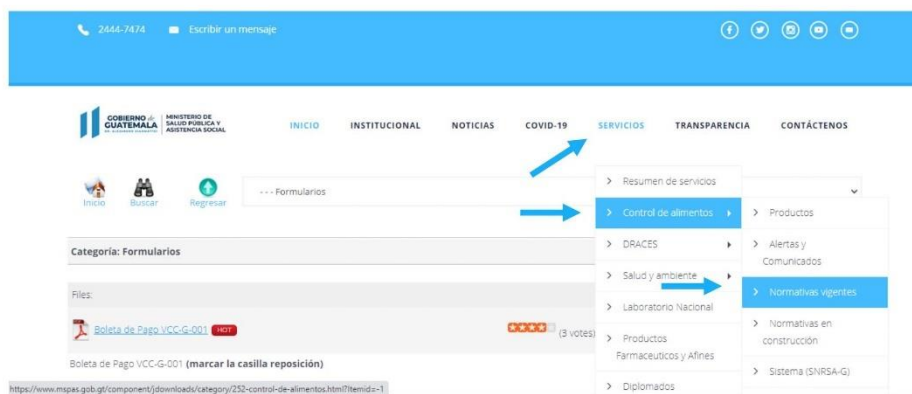 2444-7474 Escribir un mensaje
GOBIERNO de GUATEMALA
MINISTERIO DE SALUD PÚBLICA Y ASISTENCIA SOCIAL
INICIO INSTITUCIONAL NOTICIAS COVID-19 SERVICIOS TRANSPARENCIA CONTÁCTENOS
Inicio Buscar Regresar
- - - Formularios
> Resumen de servicios
> Control de alimentos
> DRACES
> Salud y ambiente
> Laboratorio Nacional
> Productos
Farmaceuticos y Afines
> Diplomados
> Productos
> Alertas y
Comunicados
> Normativas vigentes
> Normativas en
construcción
> Sistema (SNRSA-G)
Categoría: Formularios
Files:
Boleta de Pago VCC-G-001 HOT
(3 votes)
Boleta de Pago VCC-G-001 (marcar la casilla reposición)
https://www.mspas.gob.gt/component/jdownloads/category/252-control-de-alimentos.html?Itemid=-1